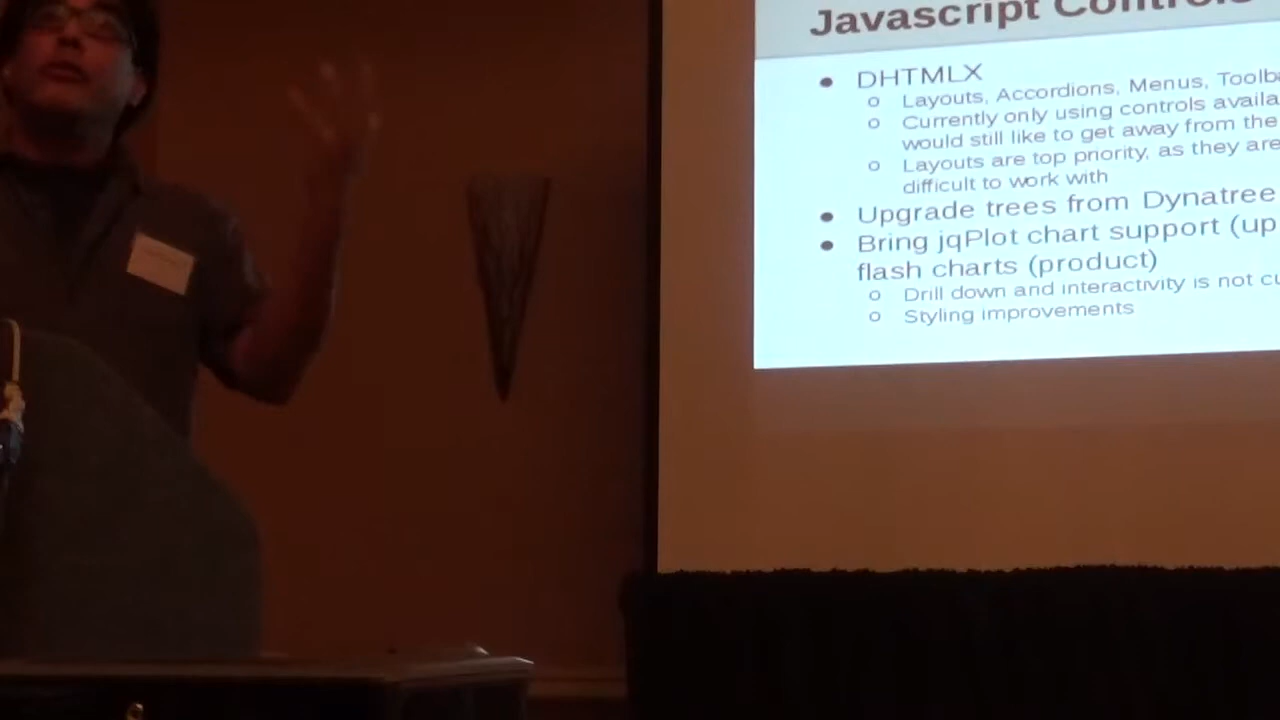 Javascript Controls
DHTMLX
Layouts, Accordions, Menus,
Currently only using controls
would still like to get away from the
Layouts are top priority, as they are
difficult to work with
Upgrade trees from Dynatree
Bring jqPlot chart support (up
flash charts (product)
Drill down and interactivity is not
Styling improvements